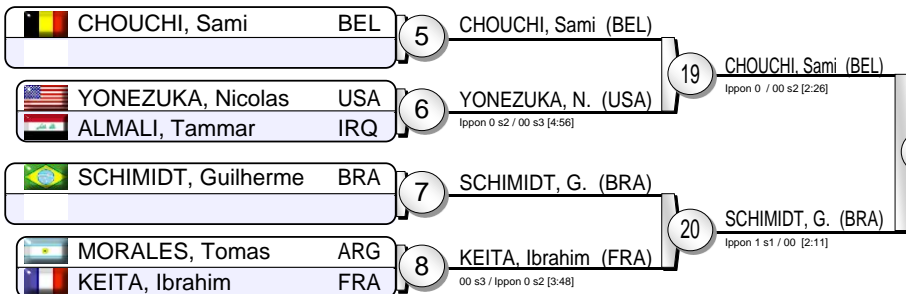 CHOUCHI, Sami BEL
5
CHOUCHI, Sami (BEL)
YONEZUKA, Nicolas USA
ALMALI, Tammar IRQ
6
YONEZUKA, N. (USA)
Ippon 0 s2 / 00 s3 [4:56]
19
CHOUCHI, Sami (BEL)
Ippon 0 / 00 s2 [2:26]
SCHIMIDT, Guilherme BRA
7
SCHIMIDT, G. (BRA)
MORALES, Tomas ARG
KEITA, Ibrahim FRA
8
KEITA, Ibrahim (FRA)
00 s3 / Ippon 0 s2 [3:48]
20
SCHIMIDT, G. (BRA)
Ippon 1 s1 / 00 [2:11]